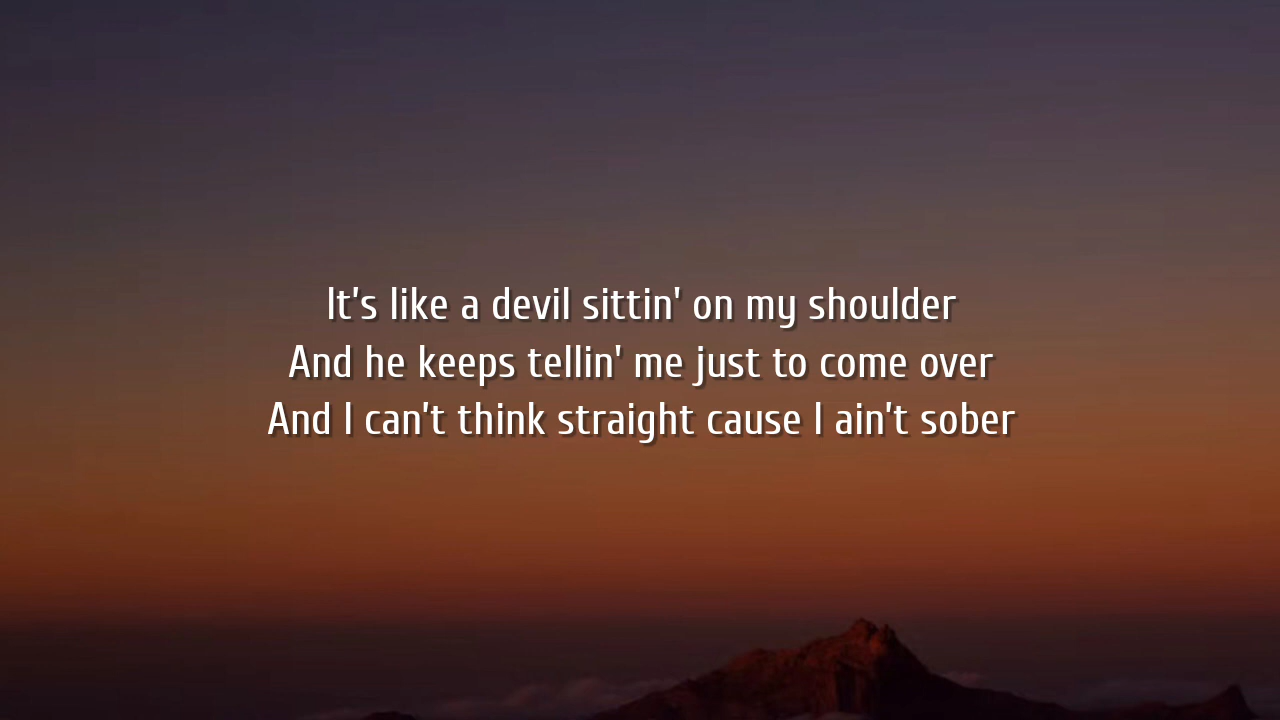 It's like a devil sittin' on my shoulder
And he keeps tellin' me just to come over
And I can't think straight cause I ain't sober